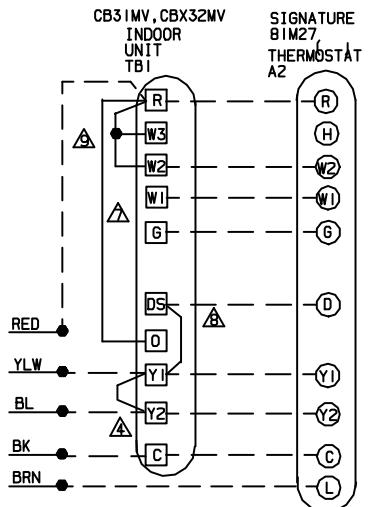 CB31MV, CBX32MV
INDOOR
UNIT
TB1
SIGNATURE
81M27
THERMOSTAT
A2
R
W3
W2
W1
G
DS
O
Y1
Y2
C
R
H
W2
W1
G
D
Y1
Y2
C
L
9
7
8
4
RED
YLW
BL
BK
BRN